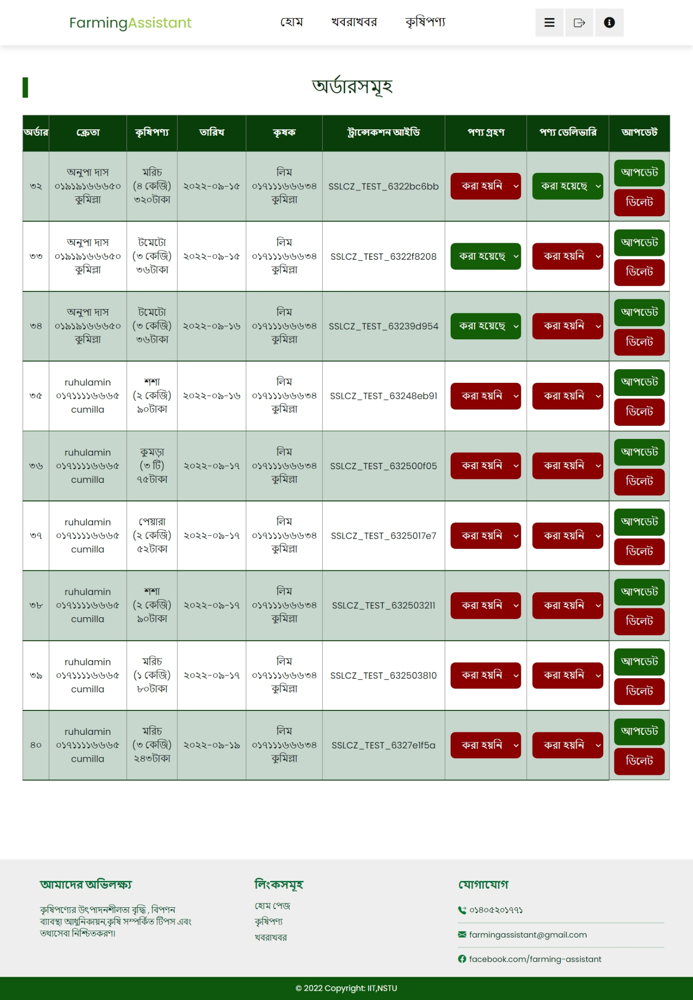 FarmingAssistant
হোম
খবরাখবর
কৃষিপণ্য
অর্ডারসমূহ
অর্ডার ক্রেতা কৃষিপণ্য তারিখ কৃষক ট্রান্সেকশন আইডি পণ্য গ্রহণ পণ্য ডেলিভারি আপডেট
৩২
অনুপা দাস
০১৯১৯১৬৬৬৫০
কুমিল্লা
মরিচ
(৪ কেজি)
৩২০টাকা
২০২২-০৯-১৫
লিম
০১৭১১১৬৬৬৩৪
কুমিল্লা
SSLCZ_TEST_6322bc6bb
করা হয়নি
করা হয়েছে
আপডেট
ডিলেট
৩৩
অনুপা দাস
০১৯১৯১৬৬৬৫০
কুমিল্লা
টমেটো
(৩ কেজি)
৩৬টাকা
২০২২-০৯-১৫
লিম
০১৭১১১৬৬৬৩৪
কুমিল্লা
SSLCZ_TEST_6322f8208
করা হয়েছে
করা হয়নি
আপডেট
ডিলেট
৩৪
অনুপা দাস
০১৯১৯১৬৬৬৫০
কুমিল্লা
টমেটো
(৩ কেজি)
৩৬টাকা
২০২২-০৯-১৬
লিম
০১৭১১১৬৬৬৩৪
কুমিল্লা
SSLCZ_TEST_63239d954
করা হয়েছে
করা হয়নি
আপডেট
ডিলেট
৩৫
ruhulamin
০১৭১১১১৬৬৬৫
cumilla
শশা
(২ কেজি)
৯০টাকা
২০২২-০৯-১৬
লিম
০১৭১১১৬৬৬৩৪
কুমিল্লা
SSLCZ_TEST_63248eb91
করা হয়নি
করা হয়নি
আপডেট
ডিলেট
৩৬
ruhulamin
০১৭১১১১৬৬৬৫
cumilla
কুমড়া
(৩ টি)
৭৫টাকা
২০২২-০৯-১৭
লিম
০১৭১১১৬৬৬৩৪
কুমিল্লা
SSLCZ_TEST_632500f05
করা হয়নি
করা হয়নি
আপডেট
ডিলেট
৩৭
ruhulamin
০১৭১১১১৬৬৬৫
cumilla
পেয়ারা
(২ কেজি)
৫২টাকা
২০২২-০৯-১৭
লিম
০১৭১১১৬৬৬৩৪
কুমিল্লা
SSLCZ_TEST_6325017e7
করা হয়নি
করা হয়নি
আপডেট
ডিলেট
৩৮
ruhulamin
০১৭১১১১৬৬৬৫
cumilla
শশা
(২ কেজি)
৯০টাকা
২০২২-০৯-১৭
লিম
০১৭১১১৬৬৬৩৪
কুমিল্লা
SSLCZ_TEST_632503211
করা হয়নি
করা হয়নি
আপডেট
ডিলেট
৩৯
ruhulamin
০১৭১১১১৬৬৬৫
cumilla
মরিচ
(১ কেজি)
৮০টাকা
২০২২-০৯-১৭
লিম
০১৭১১১৬৬৬৩৪
কুমিল্লা
SSLCZ_TEST_632503810
করা হয়নি
করা হয়নি
আপডেট
ডিলেট
৪০
ruhulamin
০১৭১১১১৬৬৬৫
cumilla
মরিচ
(৩ কেজি)
২৪৩টাকা
২০২২-০৯-১৯
লিম
০১৭১১১৬৬৬৩৪
কুমিল্লা
SSLCZ_TEST_6327e1f5a
করা হয়নি
করা হয়নি
আপডেট
ডিলেট
আমাদের অভিলক্ষ্য
কৃষিপণ্যের উৎপাদনশীলতা বৃদ্ধি , বিপণন
ব্যাবস্থা আধুনিকায়ন,কৃষি সম্পর্কিত টিপস এবং
তথ্যসেবা নিশ্চিতকরণ।
লিংকসমূহ
হোম পেজ
কৃষিপণ্য
খবরাখবর
যোগাযোগ
০১৪০৫২০১৭৭১
farmingassistant@gmail.com
facebook.com/farming-assistant
© 2022 Copyright: IIT,NSTU